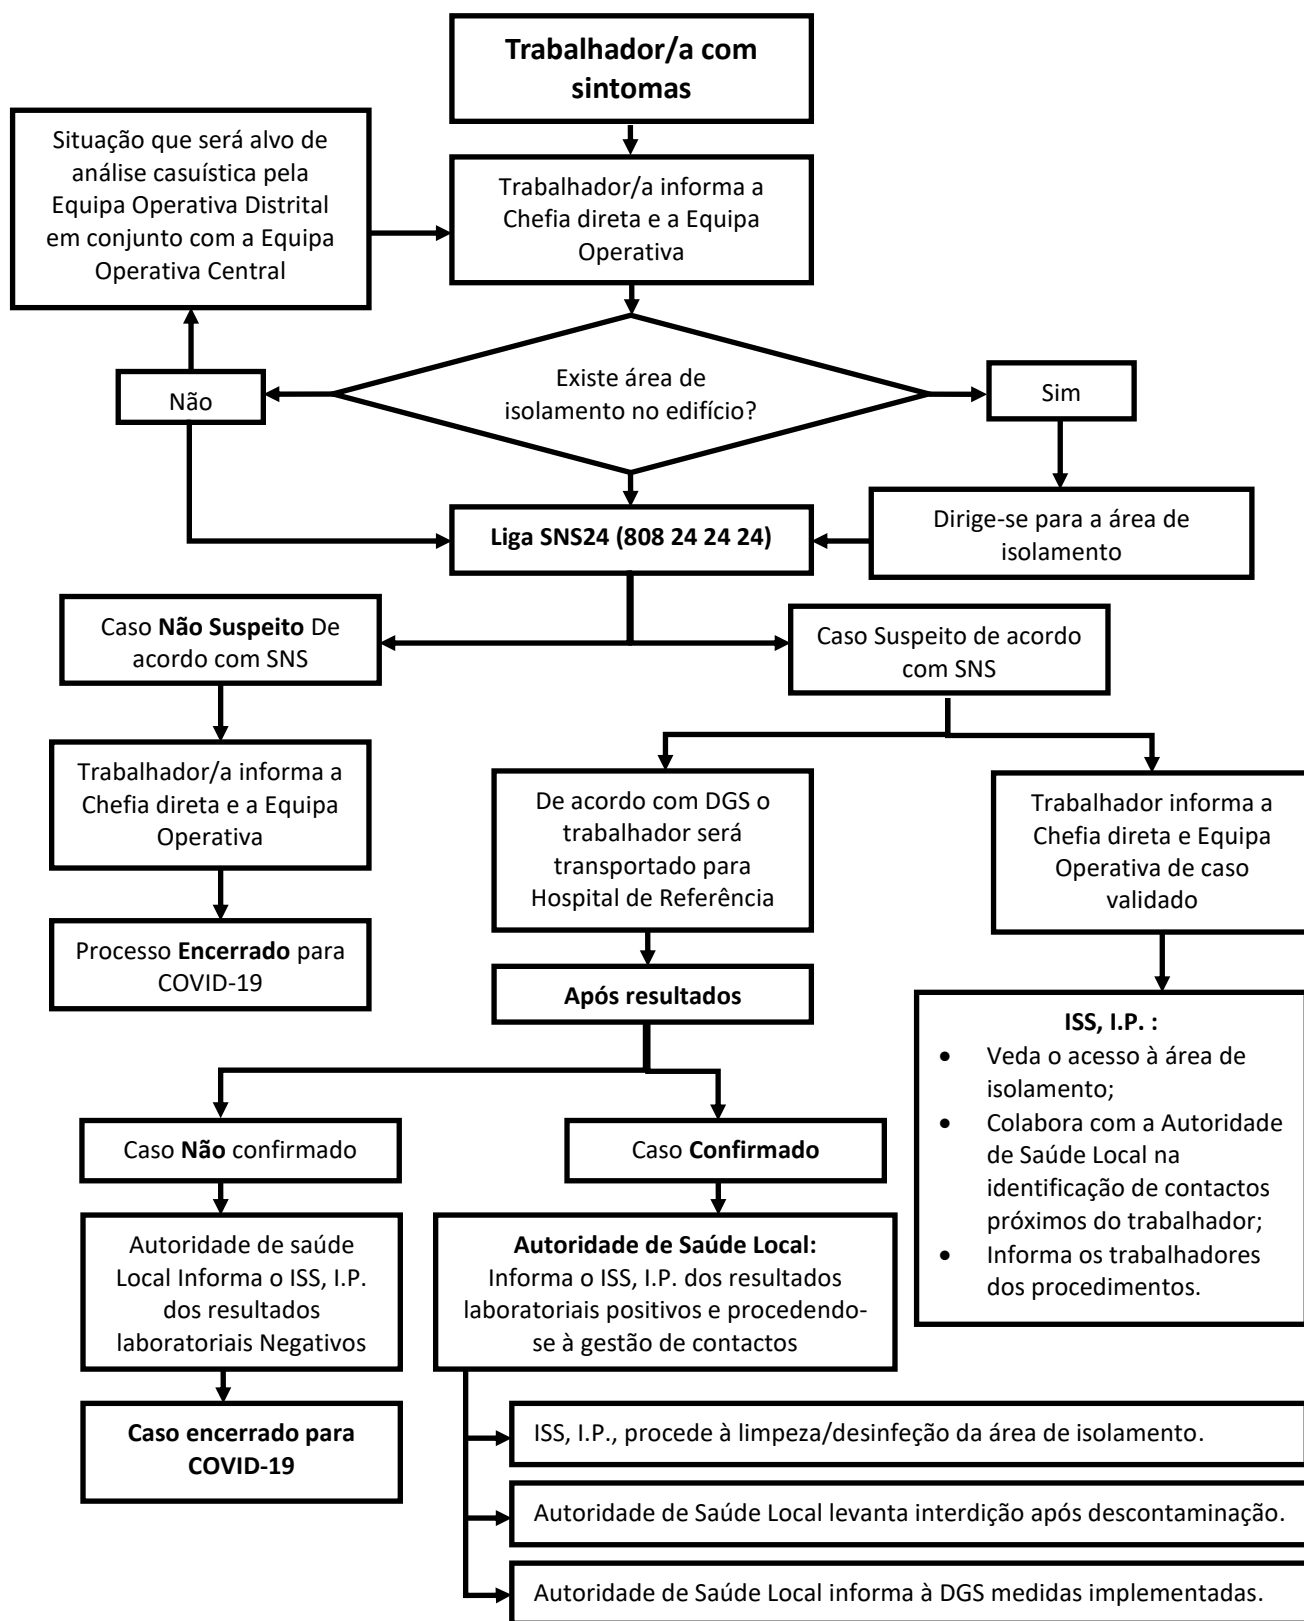 Trabalhador/a com
sintomas
Situação que será alvo de
análise casuística pela
Equipa Operativa Distrital
em conjunto com a Equipa
Operativa Central
Trabalhador/a informa a
Chefia direta e a Equipa
Operativa
Não
Existe área de
isolamento no edifício?
Sim
Liga SNS24 (808 24 24 24)
Dirige-se para a área de
isolamento
Caso Não Suspeito De
acordo com SNS
Caso Suspeito de acordo
com SNS
Trabalhador/a informa a
Chefia direta e a Equipa
Operativa
De acordo com DGS o
trabalhador será
transportado para
Hospital de Referência
Trabalhador informa a
Chefia direta e Equipa
Operativa de caso
validado
Processo Encerrado para
COVID-19
Após resultados
ISS, I.P. :
• Veda o acesso à área de
isolamento;
• Colabora com a Autoridade
de Saúde Local na
identificação de contactos
próximos do trabalhador;
• Informa os trabalhadores
dos procedimentos.
Caso Não confirmado
Caso Confirmado
Autoridade de saúde
Local Informa o ISS, I.P.
dos resultados
laboratoriais Negativos
Autoridade de Saúde Local:
Informa o ISS, I.P. dos resultados
laboratoriais positivos e procedendo-
se à gestão de contactos
Caso encerrado para
COVID-19
ISS, I.P., procede à limpeza/desinfeção da área de isolamento.
Autoridade de Saúde Local levanta interdição após descontaminação.
Autoridade de Saúde Local informa à DGS medidas implementadas.